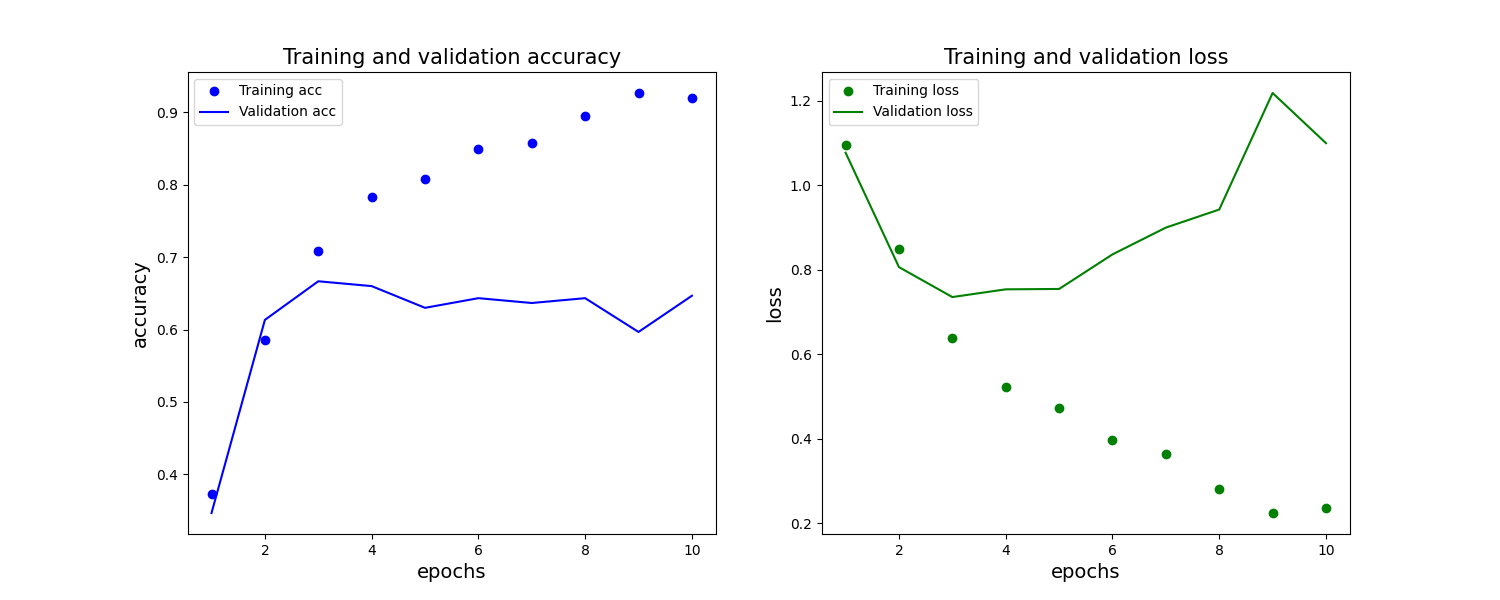 Training and validation accuracy
Training acc
Validation acc
0.9
0.8
0.7
0.6
0.5
0.4
accuracy
2 4 6 8 10
epochs
Training and validation loss
Training loss
Validation loss
1.2
1.0
0.8
0.6
0.4
0.2
loss
2 4 6 8 10
epochs